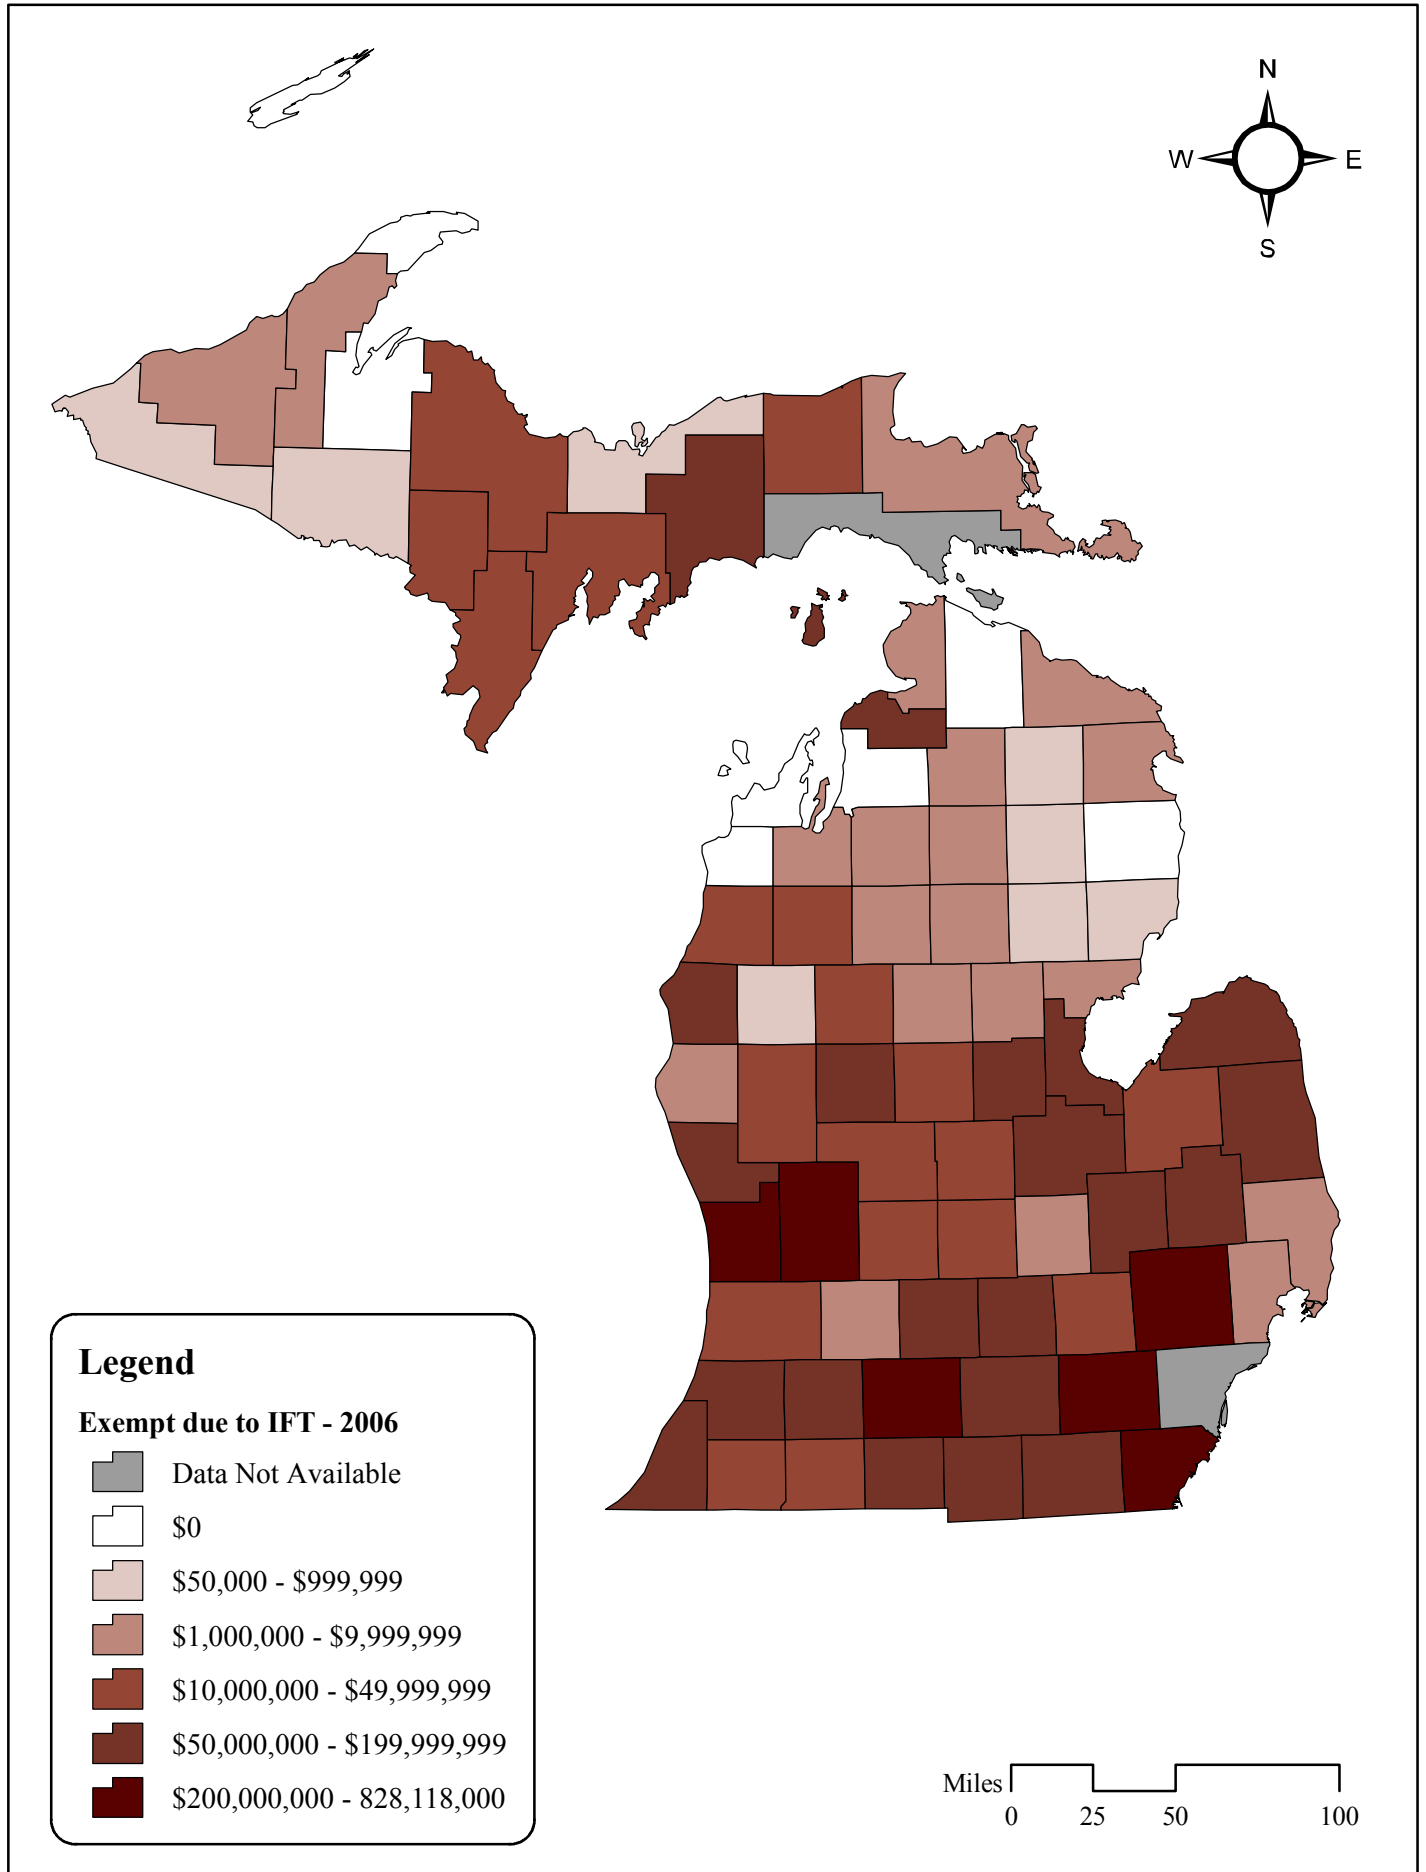 N
W E
S
Legend
Exempt due to IFT - 2006
Data Not Available
$0
$50,000 - $999,999
$1,000,000 - $9,999,999
$10,000,000 - $49,999,999
$50,000,000 - $199,999,999
$200,000,000 - 828,118,000
Miles
0 25 50 100